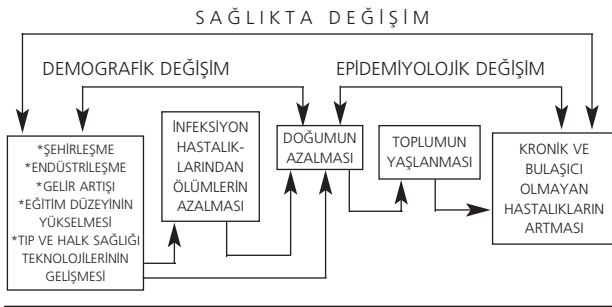 SAĞLIKTA DEĞİŞİM
DEMOGRAFİK DEĞİŞİM
EPİDEMİYOLOJİK DEĞİŞİM
*ŞEHİRLEŞME
*ENDÜSTRİLEŞME
*GELİR ARTIŞI
*EĞİTİM DÜZEYİNİN
YÜKSELMESİ
*TIP VE HALK SAĞLIĞI
TEKNOLOJİLERİNİN
GELİŞMESİ
İNFEKSİYON
HASTALIK-
LARINDAN
ÖLÜMLERİN
AZALMASI
DOĞUMUN
AZALMASI
TOPLUMUN
YAŞLANMASI
KRONİK VE
BULAŞICI
OLMAYAN
HASTALIKLARIN
ARTMASI